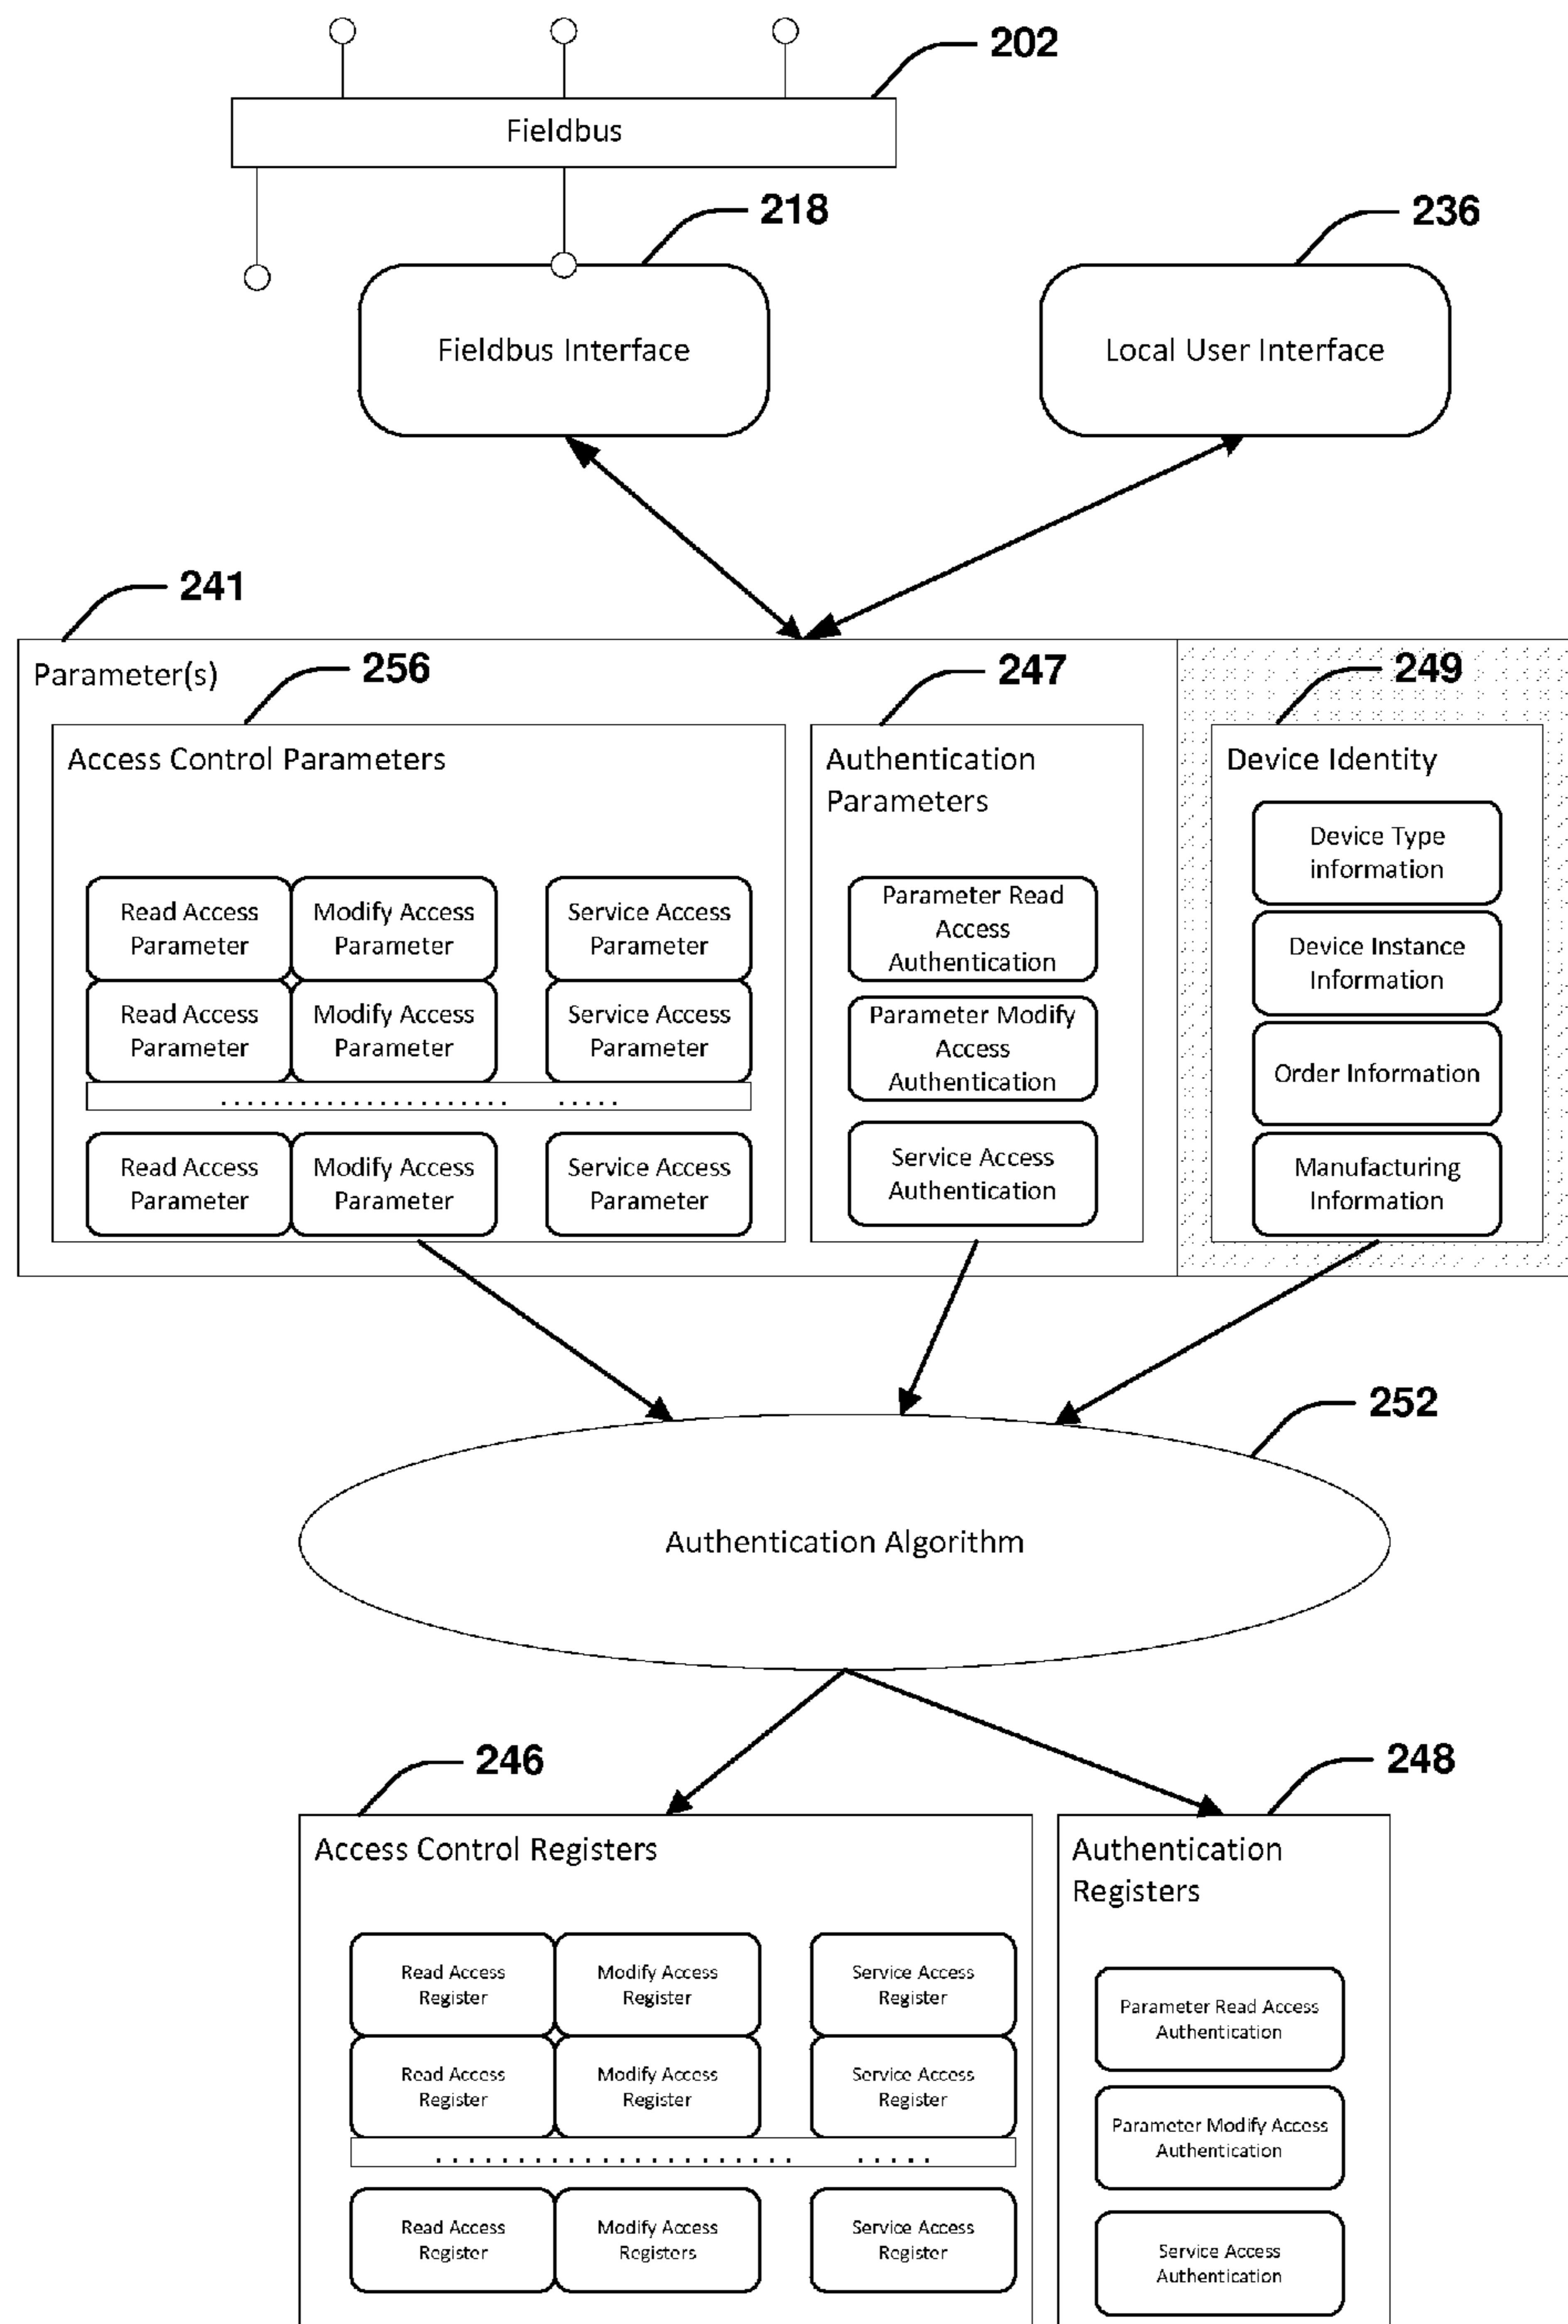 202
Fieldbus
218
236
Fieldbus Interface
Local User Interface
241
Parameter(s)
256
247
249
Access Control Parameters
Read Access
Parameter
Modify Access
Parameter
Service Access
Parameter
Read Access
Parameter
Modify Access
Parameter
Service Access
Parameter
..................... .....
Read Access
Parameter
Modify Access
Parameter
Service Access
Parameter
Authentication
Parameters
Parameter Read
Access
Authentication
Parameter Modify
Access
Authentication
Service Access
Authentication
Device Identity
Device Type
information
Device Instance
Information
Order Information
Manufacturing
Information
252
Authentication Algorithm
246
248
Access Control Registers
Read Access
Register
Modify Access
Register
Service Access
Register
Read Access
Register
Modify Access
Register
Service Access
Register
...................... .....
Read Access
Register
Modify Access
Registers
Service Access
Register
Authentication
Registers
Parameter Read Access
Authentication
Parameter Modify Access
Authentication
Service Access
Authentication